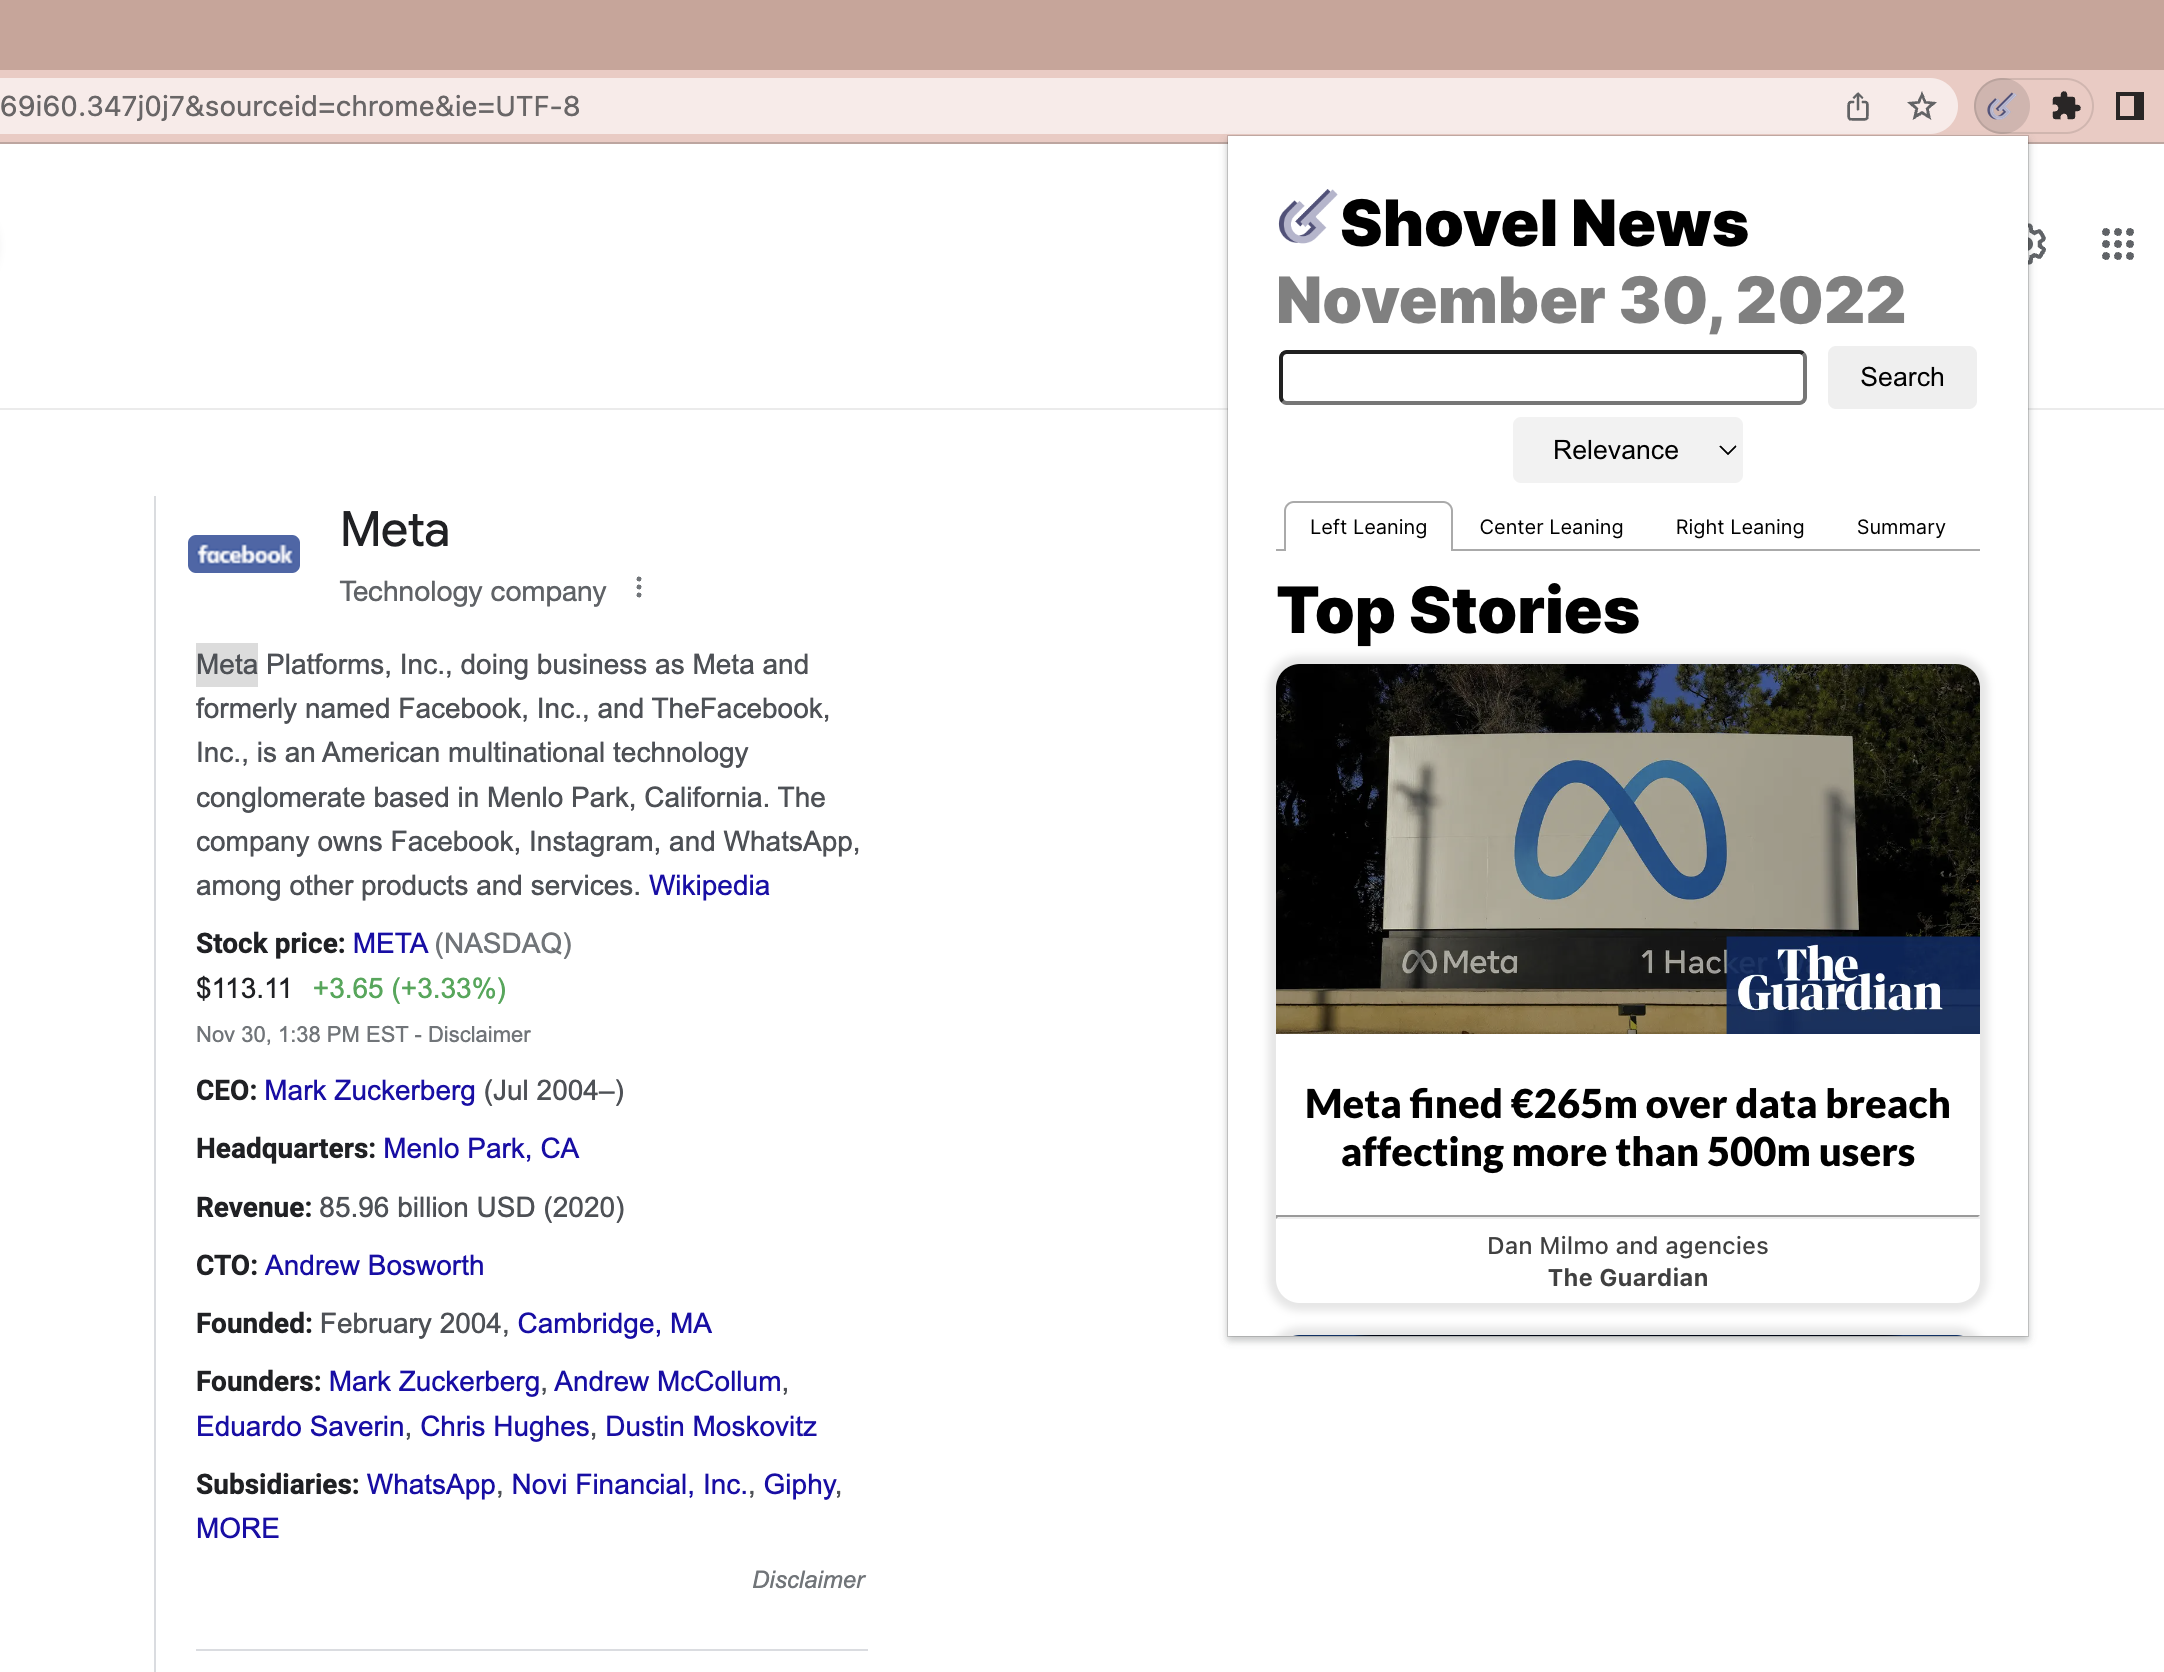 69i60.347j0j7&sourceid=chrome&ie=UTF-8
facebook
Meta
Technology company
Meta Platforms, Inc., doing business as Meta and
formerly named Facebook, Inc., and TheFacebook,
Inc., is an American multinational technology
conglomerate based in Menlo Park, California. The
company owns Facebook, Instagram, and WhatsApp,
among other products and services. Wikipedia
Stock price: META (NASDAQ)
$113.11 +3.65 (+3.33%)
Nov 30, 1:38 PM EST - Disclaimer
CEO: Mark Zuckerberg (Jul 2004–)
Headquarters: Menlo Park, CA
Revenue: 85.96 billion USD (2020)
CTO: Andrew Bosworth
Founded: February 2004, Cambridge, MA
Founders: Mark Zuckerberg, Andrew McCollum,
Eduardo Saverin, Chris Hughes, Dustin Moskovitz
Subsidiaries: WhatsApp, Novi Financial, Inc., Giphy,
MORE
Disclaimer
Shovel News
November 30, 2022
Search
Relevance
Left Leaning Center Leaning Right Leaning Summary
Top Stories
Meta 1 Hacker
The
Guardian
Meta fined €265m over data breach
affecting more than 500m users
Dan Milmo and agencies
The Guardian